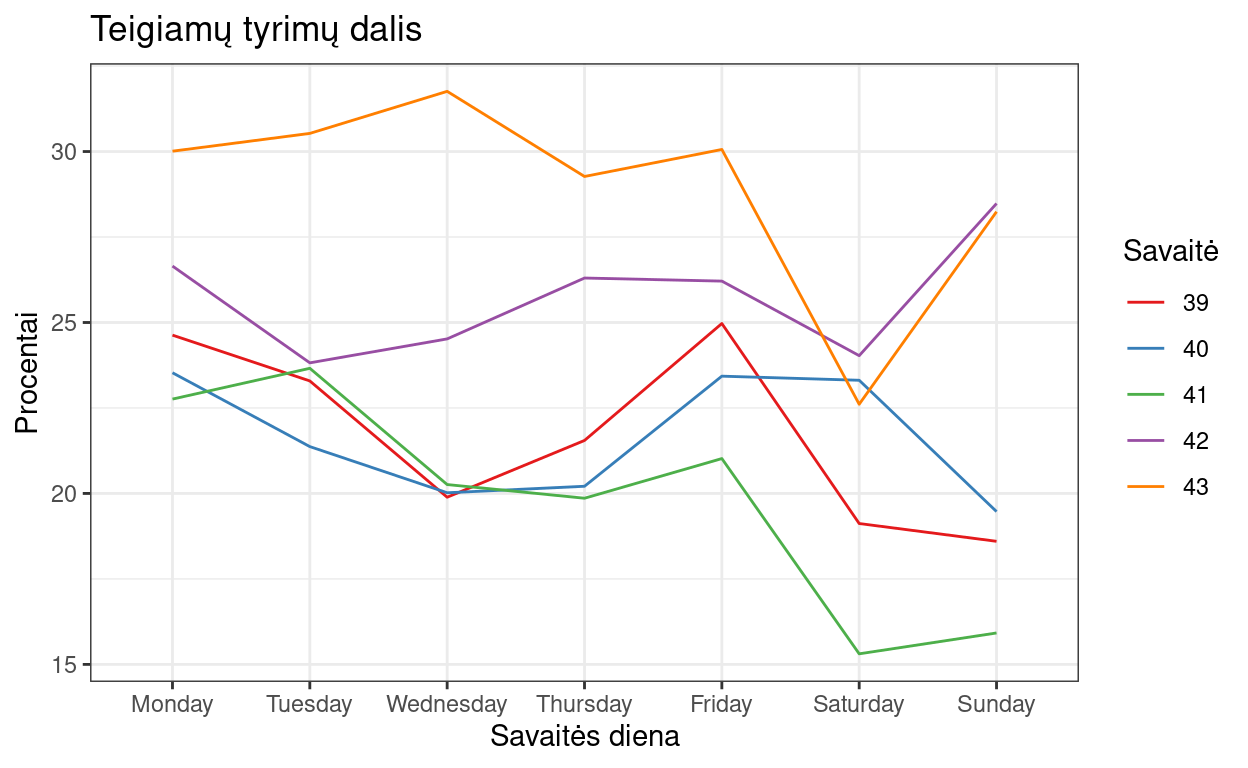 Teigiamų tyrimų dalis
Procentai
30
25
20
15
Monday Tuesday Wednesday Thursday Friday Saturday Sunday
Savaitės diena
Savaitė
39
40
41
42
43